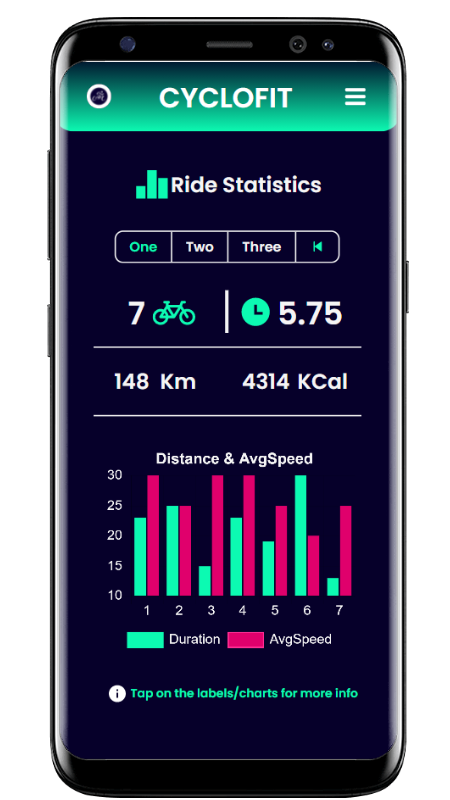 CYCLOFIT
Ride Statistics
One Two Three
7 5.75
148 Km 4314 KCal
Distance & AvgSpeed
30
25
20
15
10
1 2 3 4 5 6 7
Duration AvgSpeed
i Tap on the labels/charts for more info